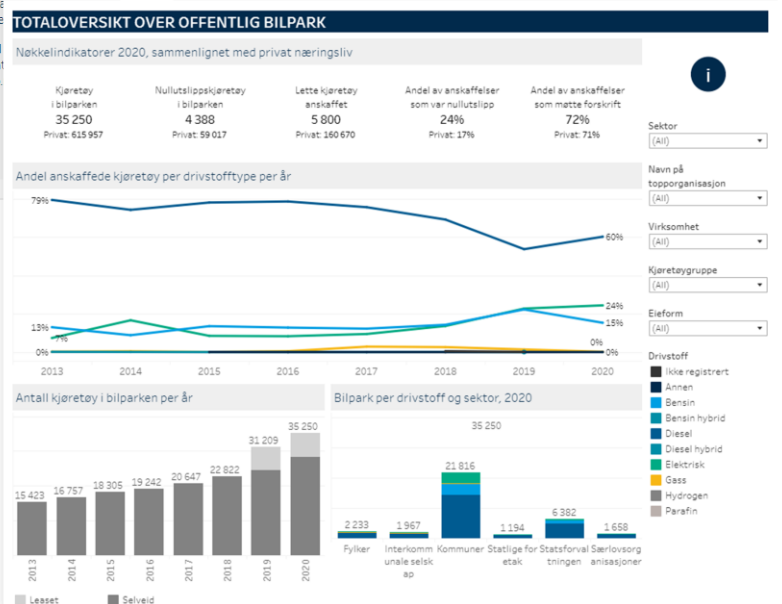 TOTALOVERSIKT OVER OFFENTLIG BILPARK
Nøkkelindikatorer 2020, sammenlignet med privat næringsliv
Kjøretøy
i bilparken
35 250
Privat: 615 957
Nullutslippskjøretøy
i bilparken
4 388
Privat: 59 017
Lette kjøretøy
anskaffet
5 800
Privat: 160 670
Andel av anskaffelser
som var nullutslipp
24%
Privat: 17%
Andel av anskaffelser
som møtte forskrift
72%
Privat: 71%
i
Sektor
(All)
Navn på
topporganisasjon
(All)
Virksomhet
(All)
Kjøretøygruppe
(All)
Eieform
(All)
Drivstoff
Ikke registrert
Annen
Bensin
Bensin hybrid
Diesel
Diesel hybrid
Elektrisk
Gass
Hydrogen
Parafin
Andel anskaffede kjøretøy per drivstofftype per år
79%
60%
24%
13%
15%
7%
0%
0%
0%
2013 2014 2015 2016 2017 2018 2019 2020
Antall kjøretøy i bilparken per år
15 423 16 757 18 305 19 242 20 647 22 822 31 209 35 250
2013 2014 2015 2016 2017 2018 2019 2020
Leaset Selveid
Bilpark per drivstoff og sektor, 2020
35 250
2 233 1 967 21 816 1 194 6 382 1 658
Fylker
Interkomm
unale selsk
ap
Kommuner
Statlige for
etak
Statsforval
tningen
Særlovsorg
anisasjoner